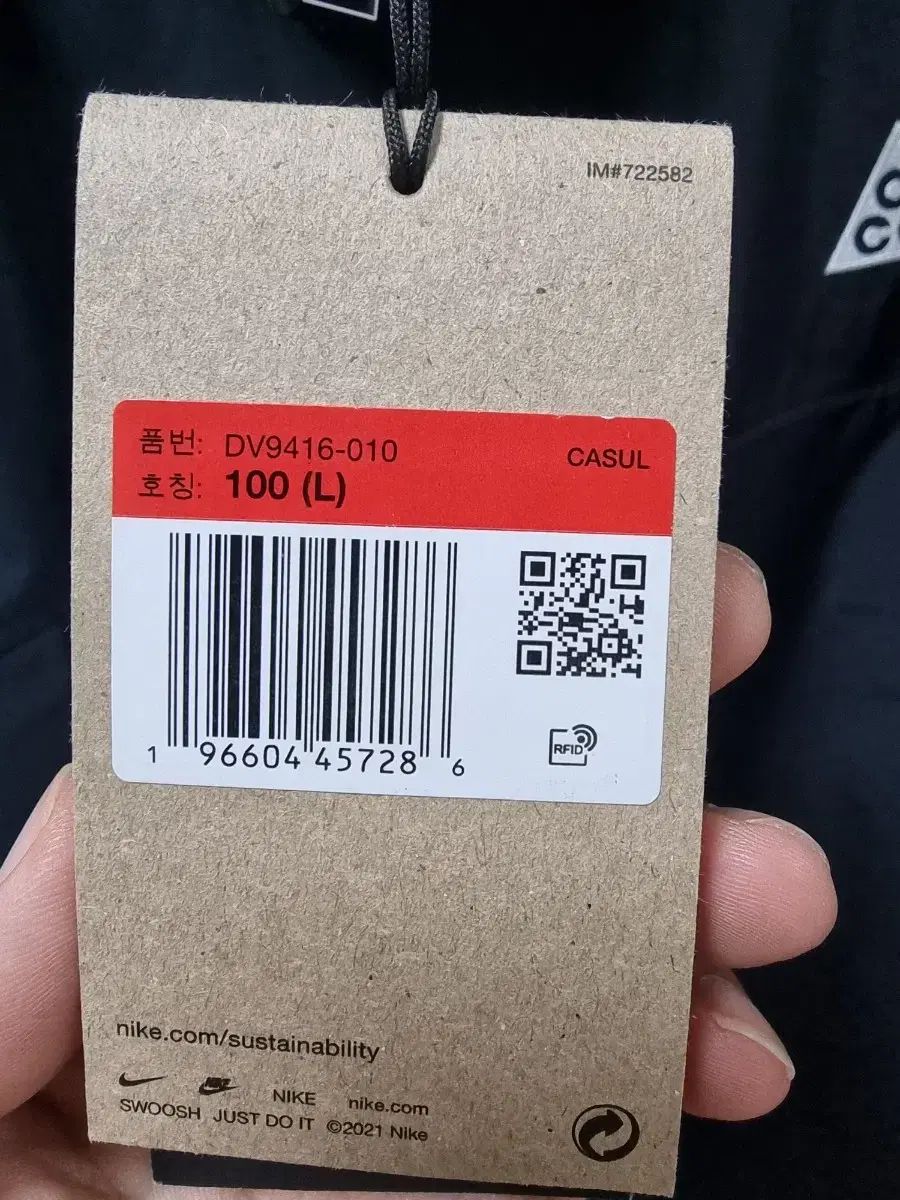 IM#722582
품번: DV9416-010
CASUL
호칭: 100 (L)
1 96604 45728 6
RFID
nike.com/sustainability
NIKE nike.com
SWOOSH JUST DO IT ©2021 Nike